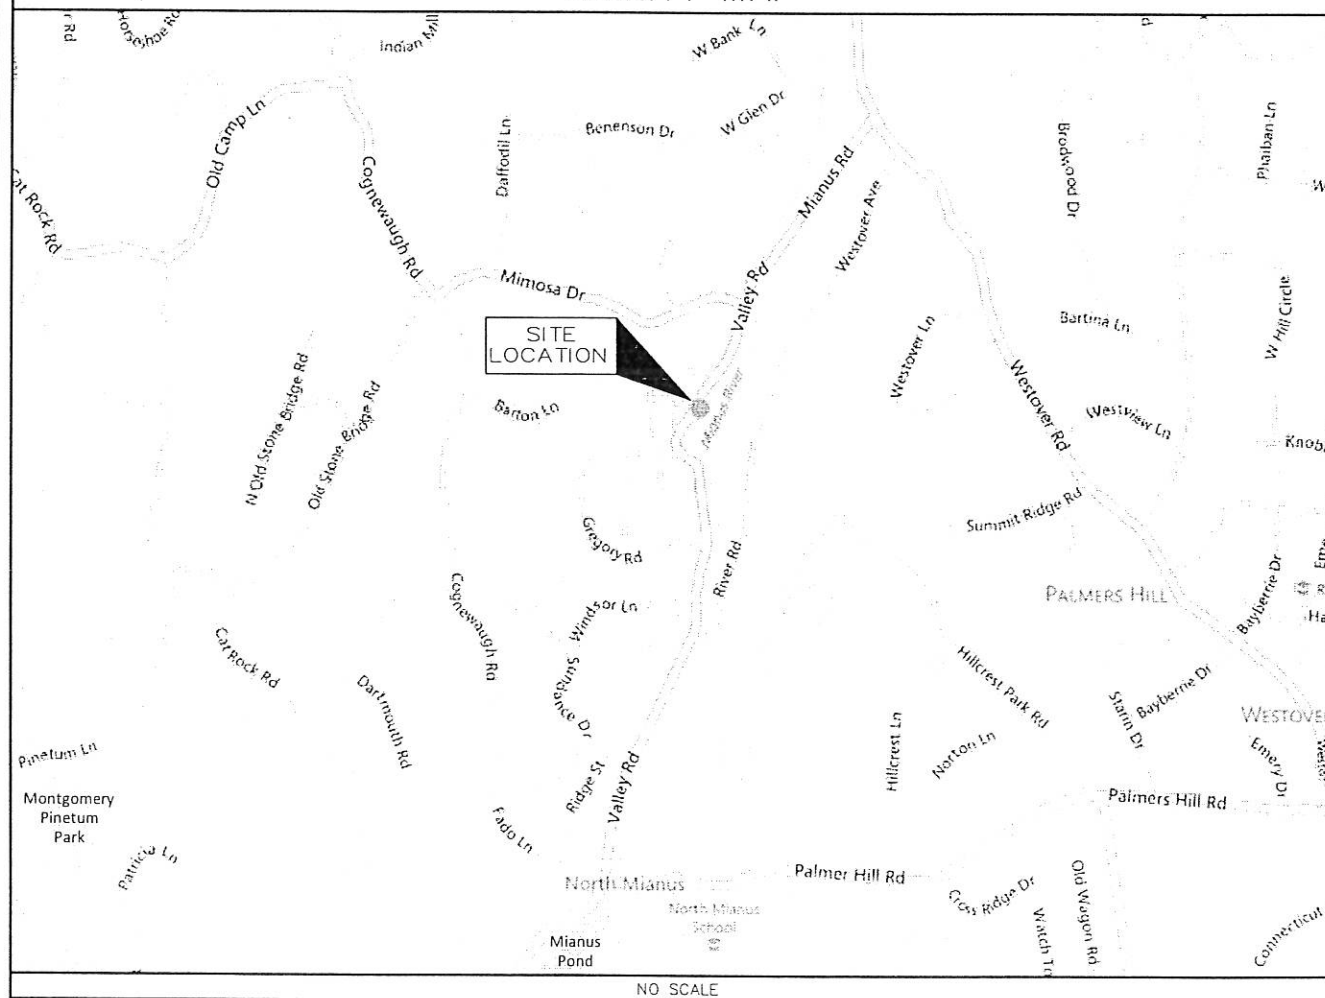 Horseshoe Rd
Indian Mill
W Bank Ln
Old Camp Ln
Daffodil Ln
Benenson Dr
W Glen Dr
Mianus Rd
Brodwood Dr
Phaiban Ln
Cat Rock Rd
Cognewaugh Rd
Westover Ave
Mimosa Dr
Valley Rd
SITE
LOCATION
Westover Ln
Bartina Ln
W Hill Circle
N Old Stone Bridge Rd
Old Stone Bridge Rd
Barton Ln
Mianus River
Westover Rd
Westview Ln
Summit Ridge Rd
Gregory Rd
River Rd
PALMERS HILL
Bayberrie Dr
Cognewaugh Rd
Windsor Ln
Cat Rock Rd
Sundance Dr
Dartmouth Rd
Hillcrest Park Rd
Starin Dr
Bayberrie Dr
Hillcrest Ln
Norton Ln
Emery Dr
Pinetum Ln
Montgomery
Pinetum
Park
Ridge St
Valley Rd
Palmers Hill Rd
Patricia Ln
Fado Ln
North Mianus
Palmer Hill Rd
North Mianus
School
Cross Ridge Dr
Old Wagon Rd
Connecticut
Mianus
Pond
NO SCALE